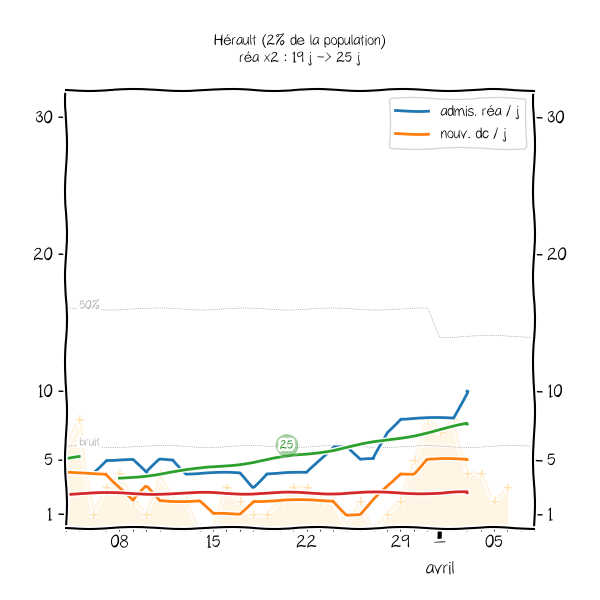 Hérault (2% de la population)
réa x2 : 19 j -> 25 j
admis. réa / j
nouv. dc / j
30
30
20
20
50%
10
10
bruit
25
5
5
1
1
08
15
22
29
05
avril